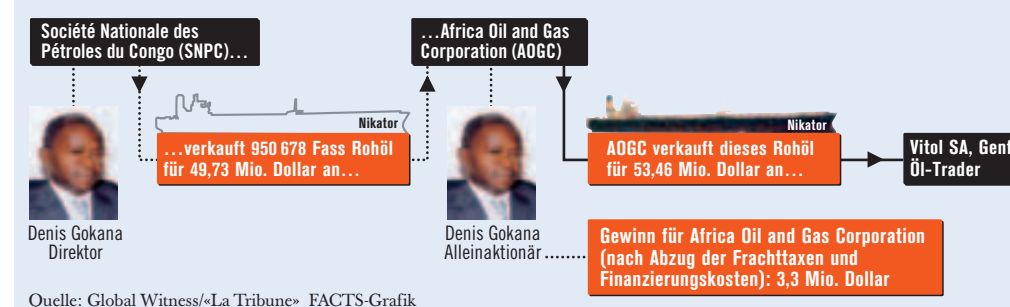 Société Nationale des
Pétroles du Congo (SNPC)...
Denis Gokana
Direktor
Nikator
...verkauft 950 678 Fass Rohöl
für 49,73 Mio. Dollar an...
...Africa Oil and Gas
Corporation (AOGC)
Denis Gokana
Alleinaktionär
Nikator
AOGC verkauft dieses Rohöl
für 53,46 Mio. Dollar an...
Vitol SA, Genf
Öl-Trader
Gewinn für Africa Oil and Gas Corporation
(nach Abzug der Frachttaxen und
Finanzierungskosten): 3,3 Mio. Dollar
Quelle: Global Witness/«La Tribune» FACTS-Grafik